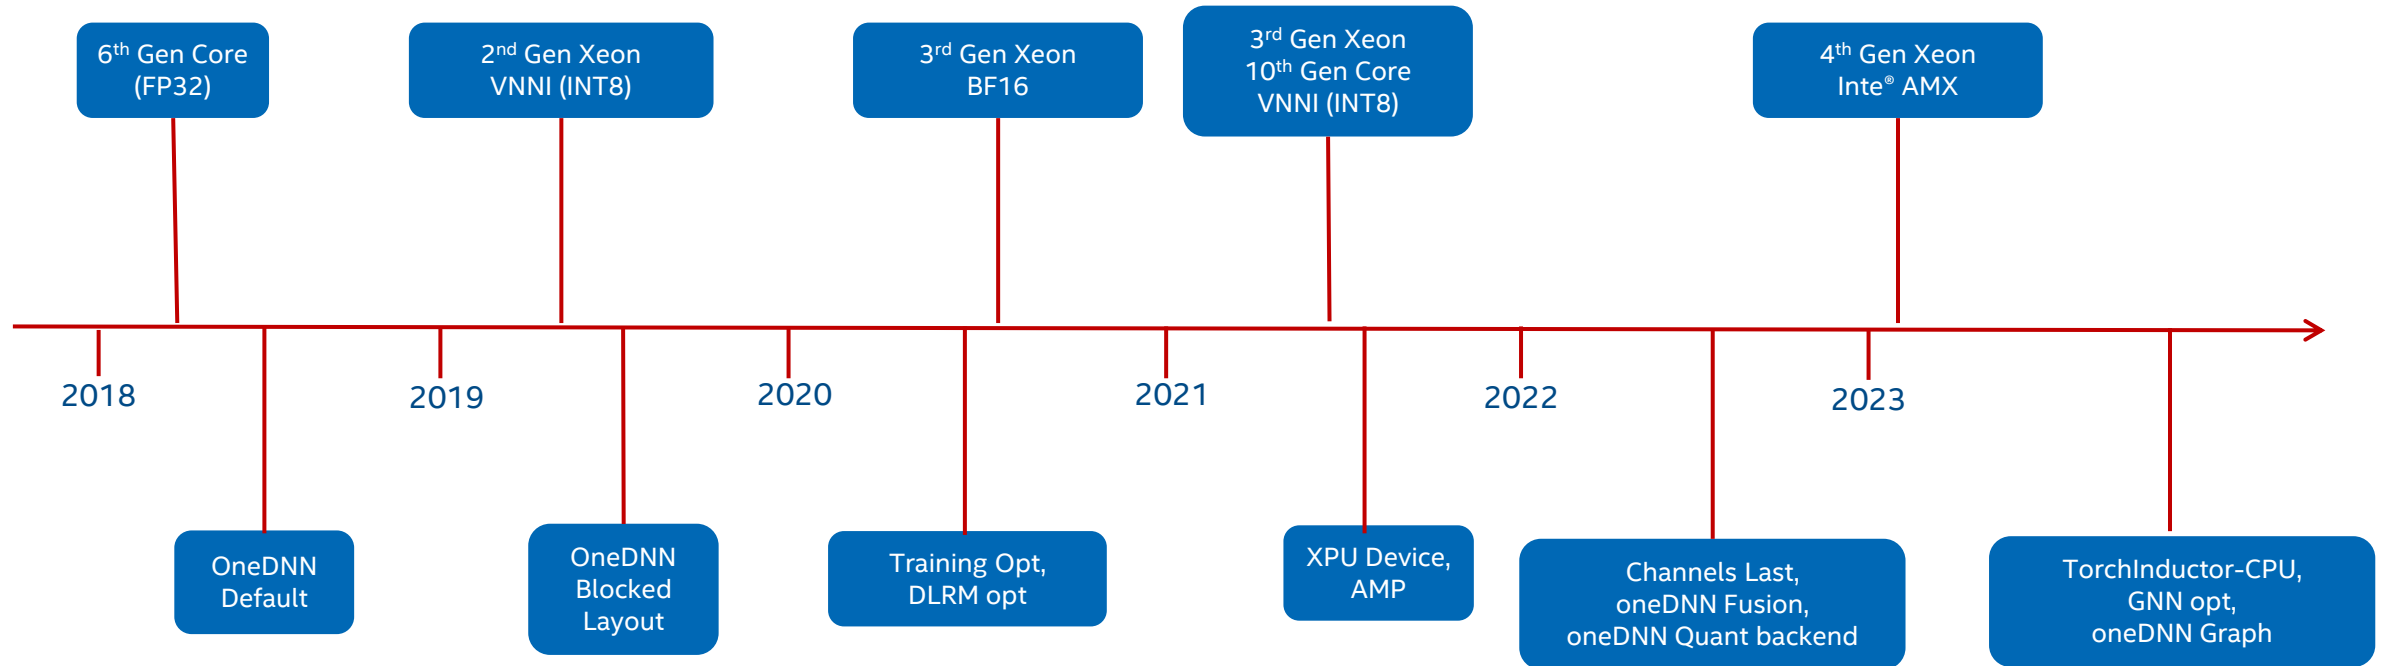 6th Gen Core
(FP32)
2nd Gen Xeon
VNNI (INT8)
3rd Gen Xeon
BF16
3rd Gen Xeon
10th Gen Core
VNNI (INT8)
4th Gen Xeon
Inte® AMX
2018
2019
2020
2021
2022
2023
OneDNN
Default
OneDNN
Blocked
Layout
Training Opt,
DLRM opt
XPU Device,
AMP
Channels Last,
oneDNN Fusion,
oneDNN Quant backend
TorchInductor-CPU,
GNN opt,
oneDNN Graph